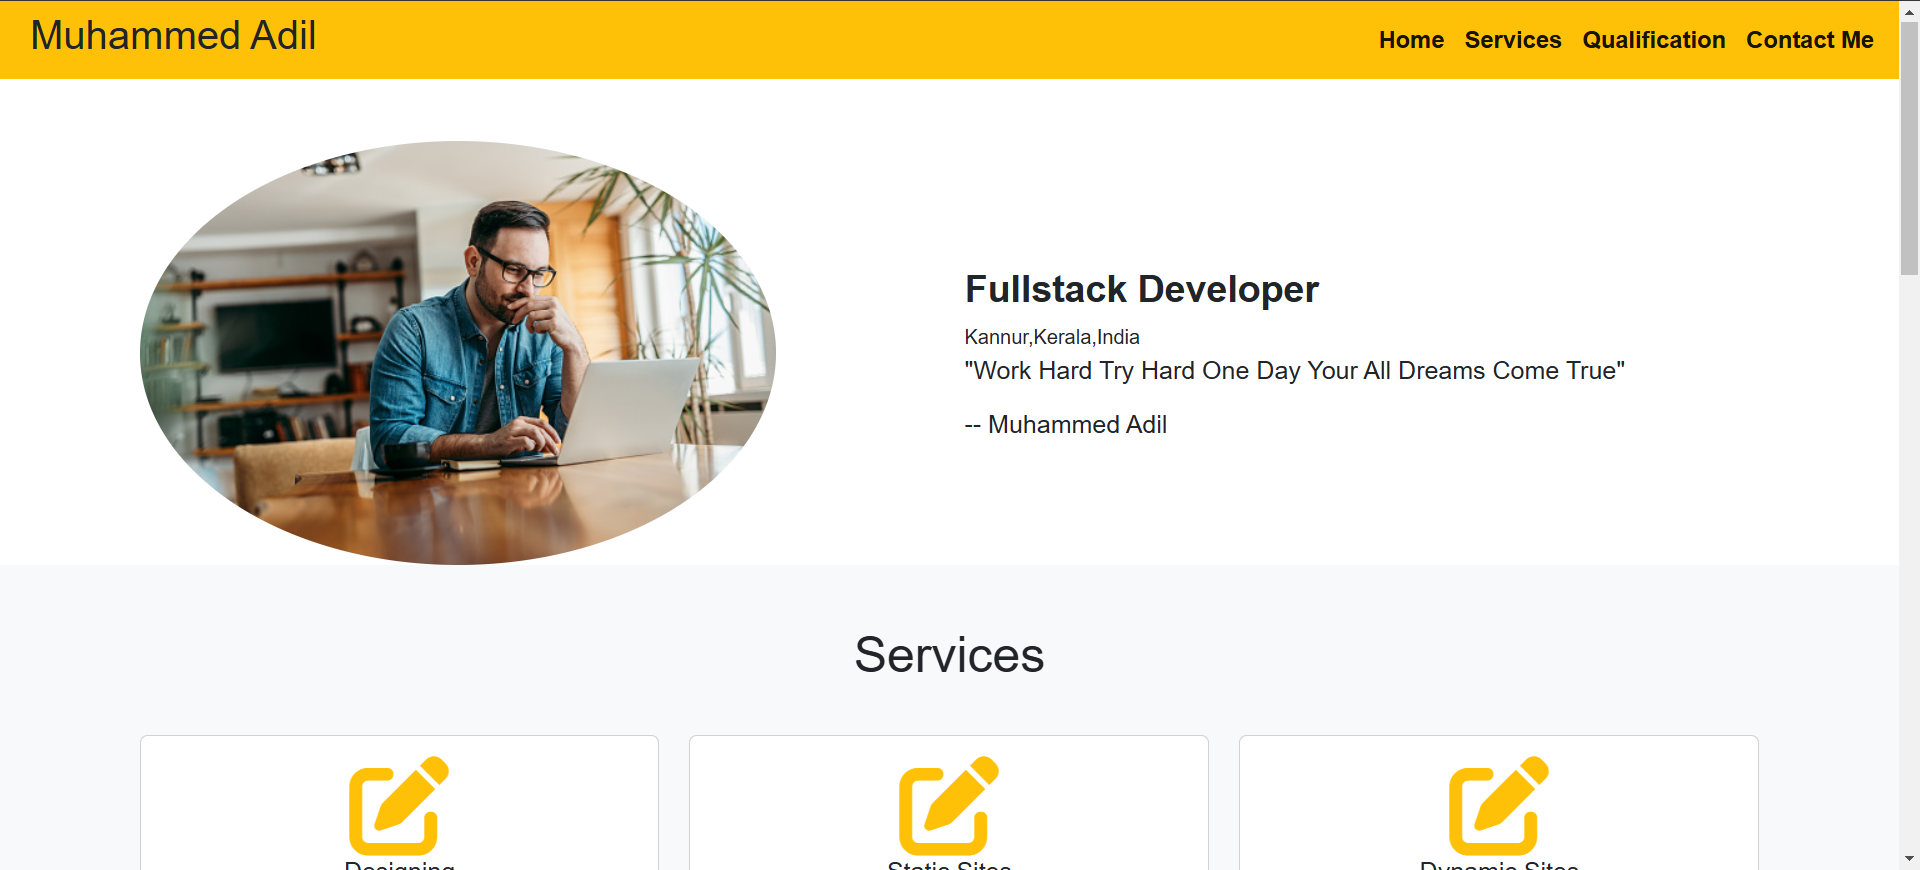 Muhammed Adil
Home Services Qualification Contact Me
Fullstack Developer
Kannur,Kerala,India
"Work Hard Try Hard One Day Your All Dreams Come True"
-- Muhammed Adil
Services
Designing
Static Sites
Dynamic Sites